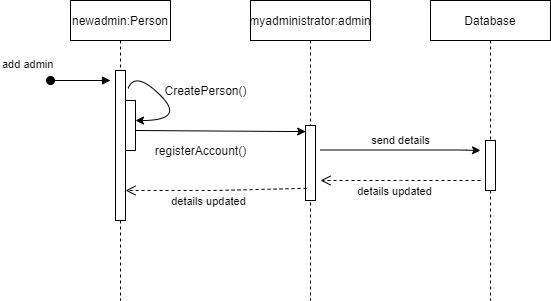 newadmin:Person
myadministrator:admin
Database
add admin
CreatePerson()
registerAccount()
send details
details updated
details updated